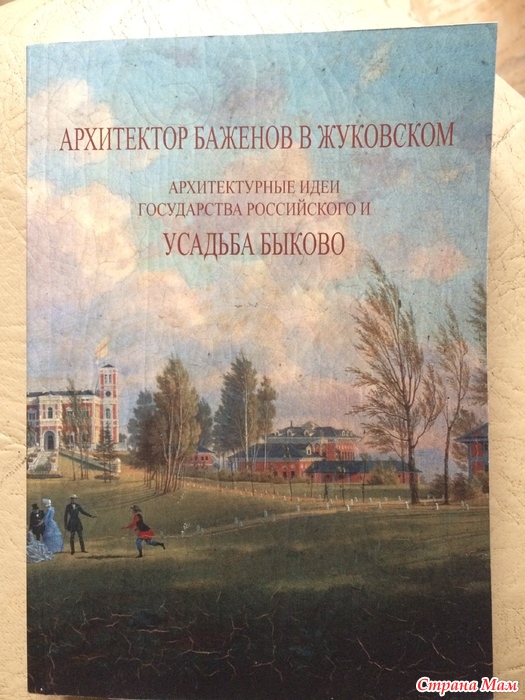 АРХИТЕКТОР БАЖЕНОВ В ЖУКОВСКОМ
АРХИТЕКТУРНЫЕ ИДЕИ
ГОСУДАРСТВА РОССИЙСКОГО И
УСАДЬБА БЫКОВО
Страна Мам